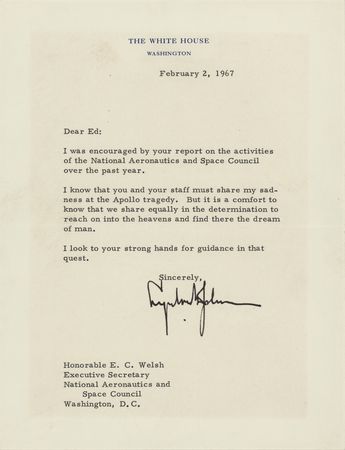 THE WHITE HOUSE
WASHINGTON
February 2, 1967
Dear Ed:
I was encouraged by your report on the activities
of the National Aeronautics and Space Council
over the past year.
I know that you and your staff must share my sad-
ness at the Apollo tragedy. But it is a comfort to
know that we share equally in the determination to
reach on into the heavens and find there the dream
of man.
I look to your strong hands for guidance in that
quest.
Sincerely,
Lyndon B Johnson
Honorable E. C. Welsh
Executive Secretary
National Aeronautics and
Space Council
Washington, D. C.